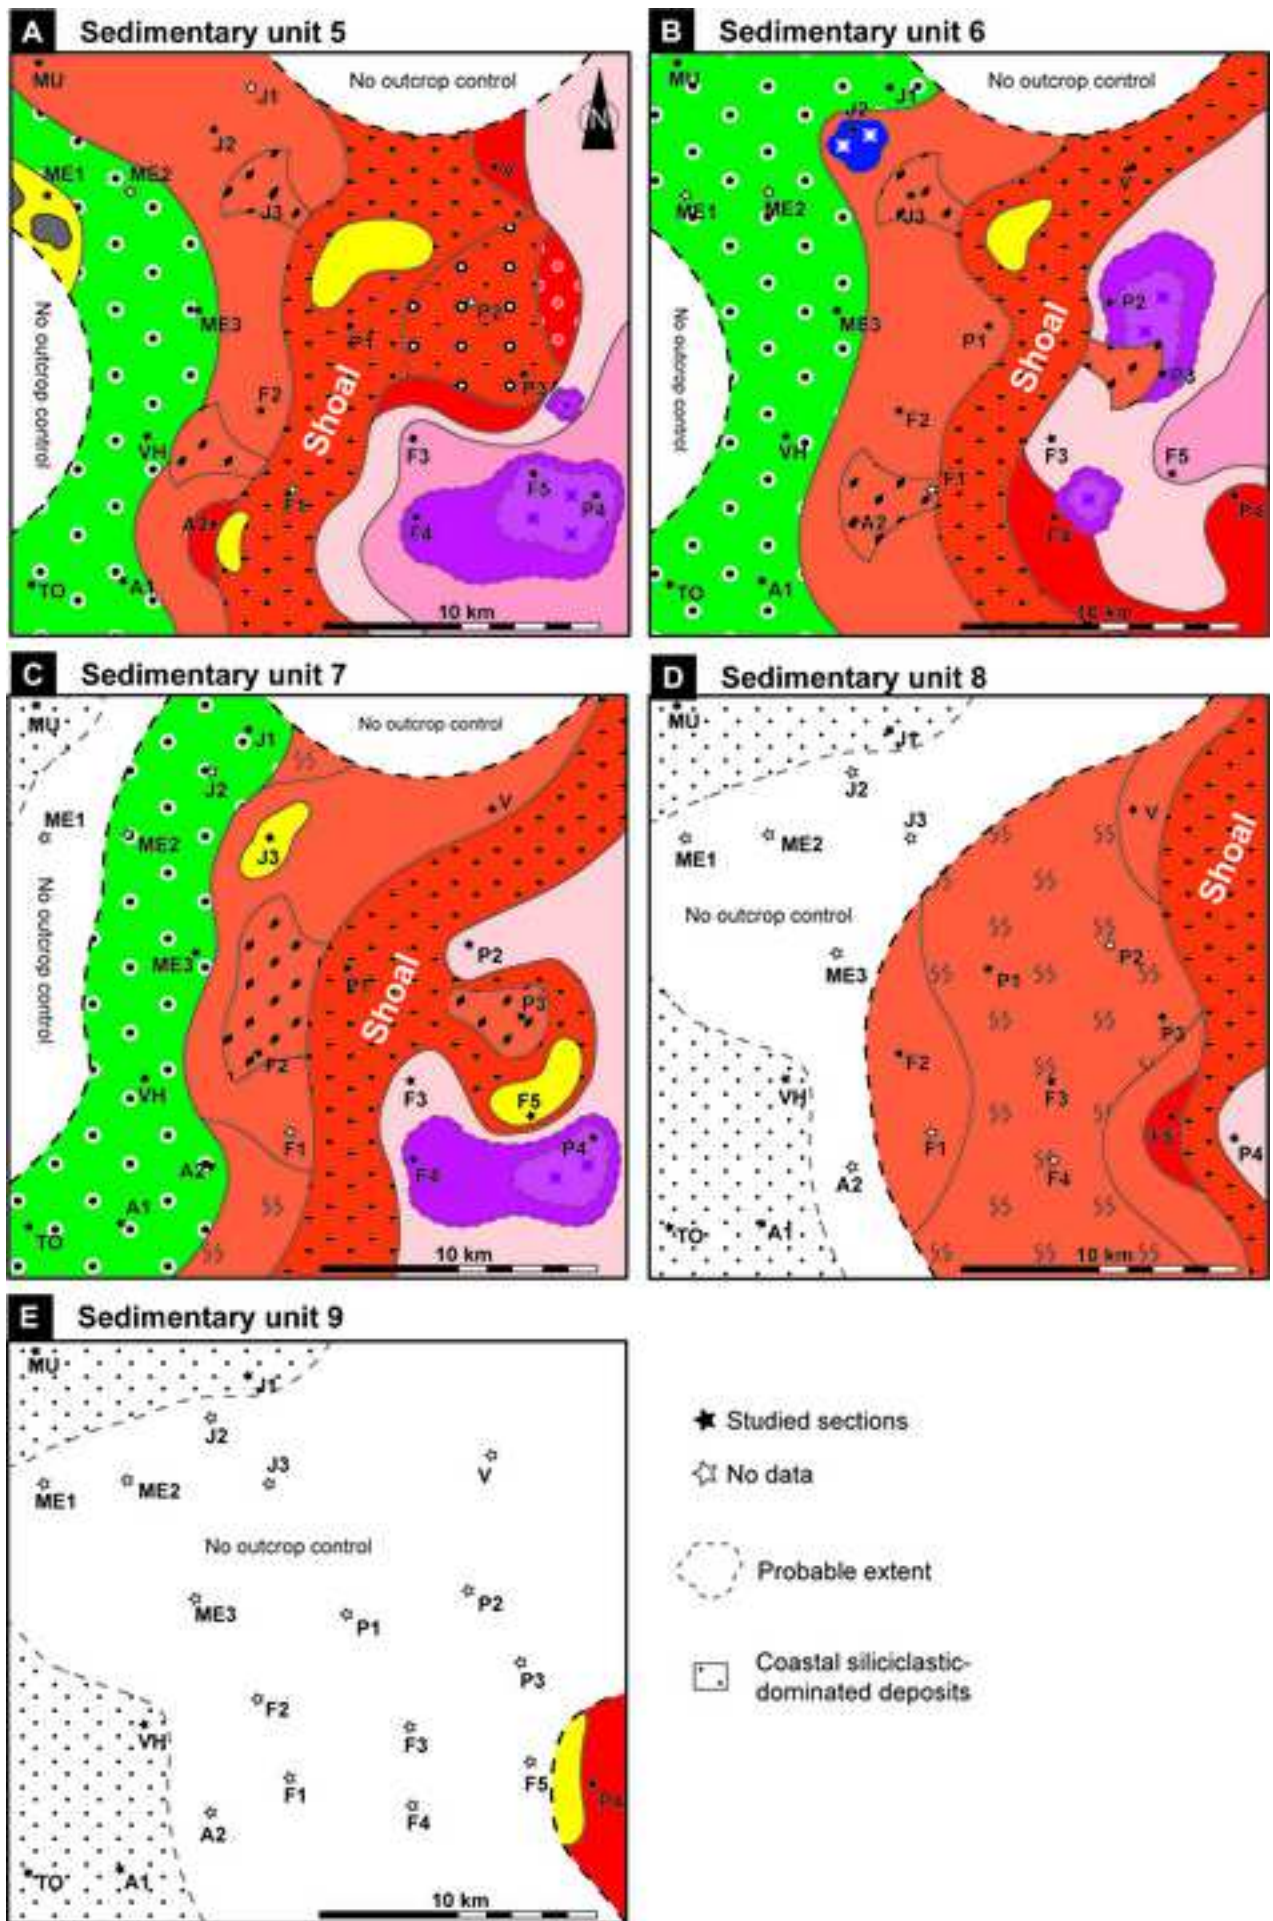 A Sedimentary unit 5
MU
J1
No outcrop control
N
J2
ME1
ME2
V
J3
No outcrop control
ME3
P1
P2
Shoal
F2
P3
VH
F3
F1
F5
P4
A2
F4
TO
A1
10 km
B Sedimentary unit 6
MU
J1
No outcrop control
J2
V
ME1
ME2
J3
No outcrop control
ME3
P1
P2
Shoal
P3
F2
VH
F3
F5
F1
A2
F4
P4
TO
A1
10 km
C Sedimentary unit 7
MU
J1
No outcrop control
J2
ME1
ME2
J3
V
No outcrop control
ME3
P1
P2
Shoal
P3
F2
VH
F3
F5
F1
A2
F4
P4
A1
TO
10 km
D Sedimentary unit 8
MU
J1
J2
J3
V
ME1
ME2
Shoal
No outcrop control
ME3
P1
P2
P3
F2
VH
F3
F1
F5
P4
A2
F4
TO
A1
10 km
E Sedimentary unit 9
MU
J1
J2
J3
V
ME1
ME2
No outcrop control
ME3
P1
P2
P3
F2
VH
F3
F1
F5
P4
A2
F4
TO
A1
10 km
Studied sections
No data
Probable extent
Coastal siliciclastic-
dominated deposits